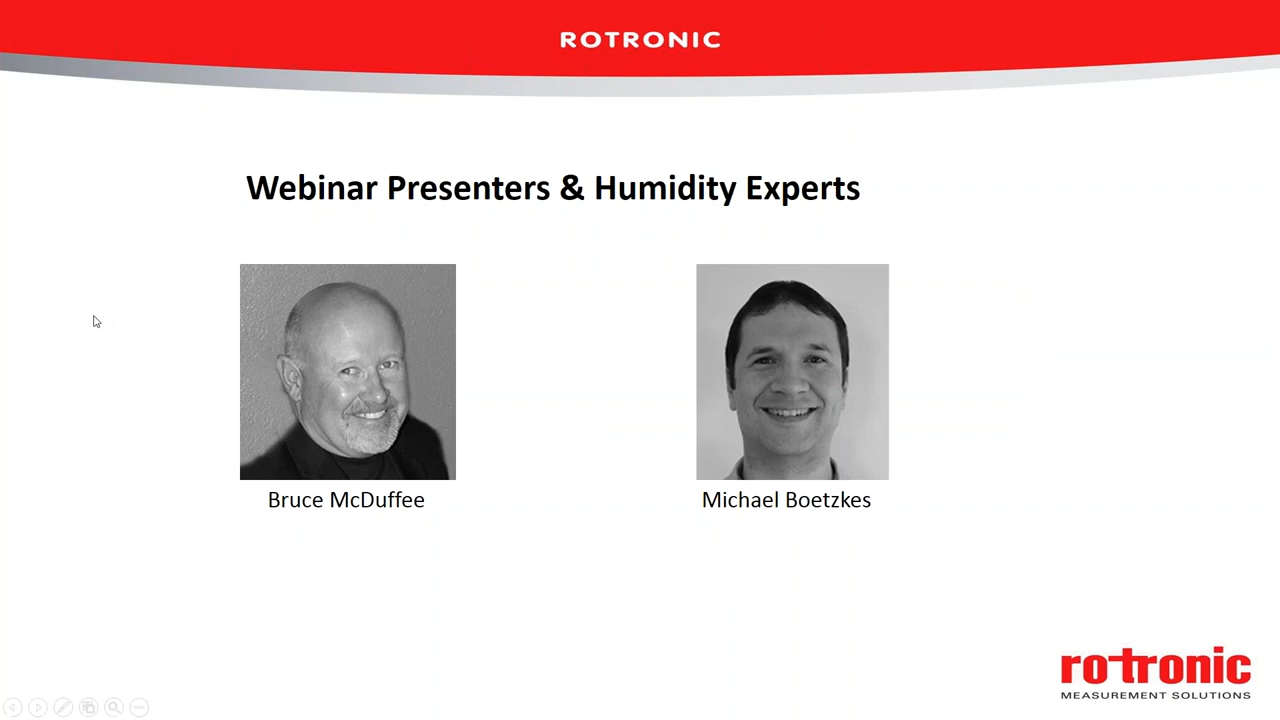 ROTRONIC
Webinar Presenters & Humidity Experts
Bruce McDuffee
Michael Boetzkes
rotronic
MEASUREMENT SOLUTIONS